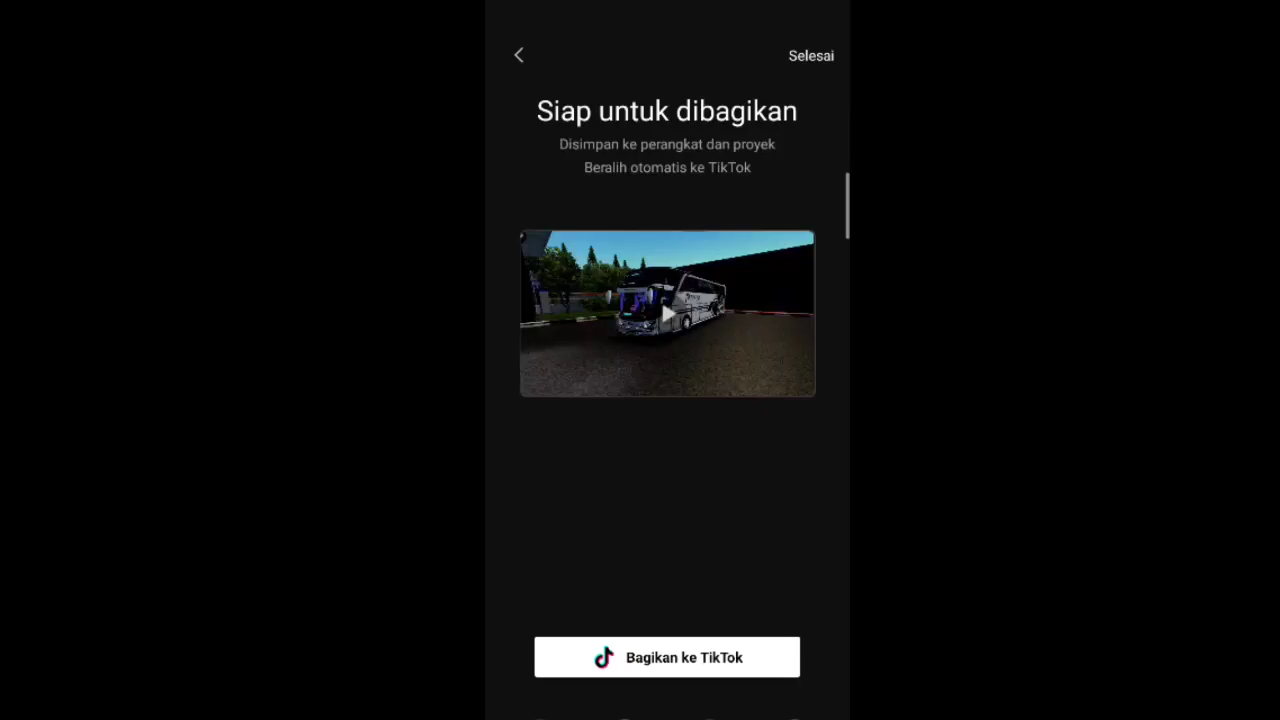 Selesai
Siap untuk dibagikan
Disimpan ke perangkat dan proyek
Beralih otomatis ke TikTok
Bagikan ke TikTok